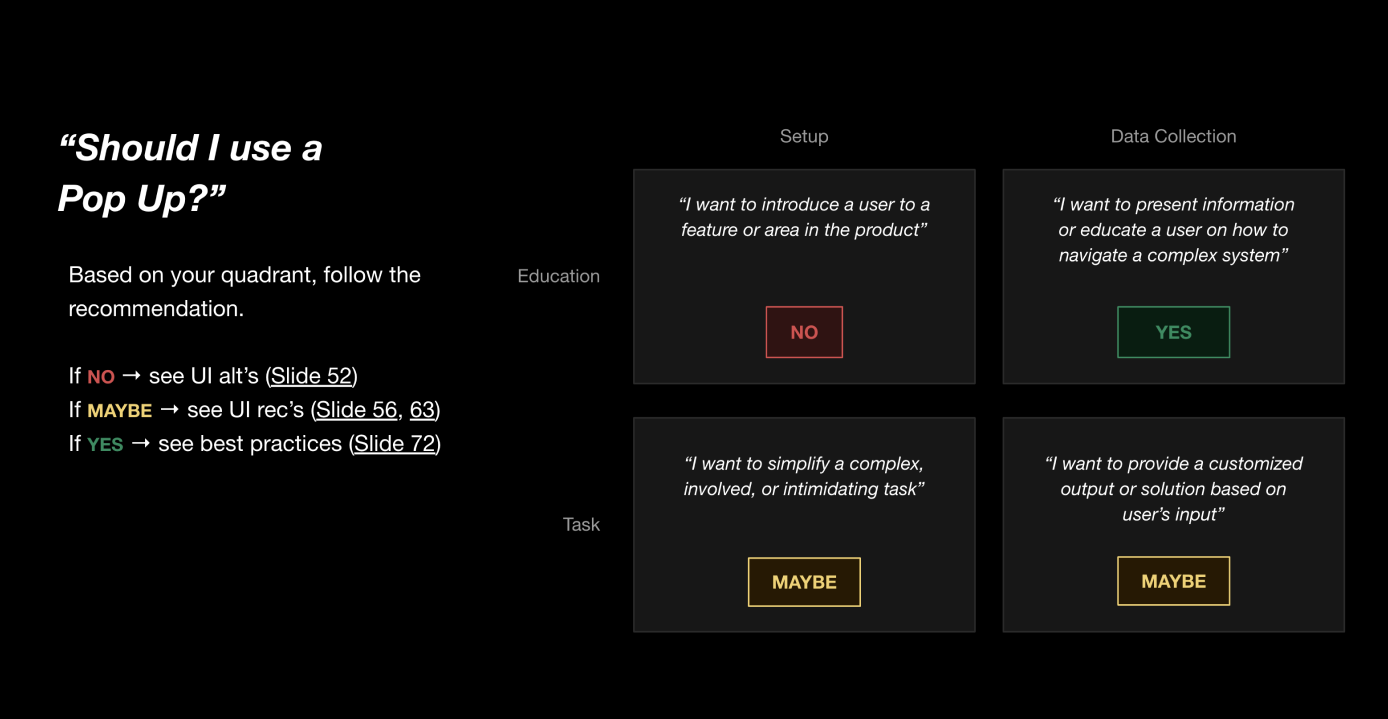 “Should I use a
Pop Up?”
Based on your quadrant, follow the
recommendation.
If NO → see UI alt’s (Slide 52)
If MAYBE → see UI rec’s (Slide 56, 63)
If YES → see best practices (Slide 72)
Setup
Data Collection
Education
“I want to introduce a user to a
feature or area in the product”
NO
“I want to present information
or educate a user on how to
navigate a complex system”
YES
Task
“I want to simplify a complex,
involved, or intimidating task”
MAYBE
“I want to provide a customized
output or solution based on
user’s input”
MAYBE